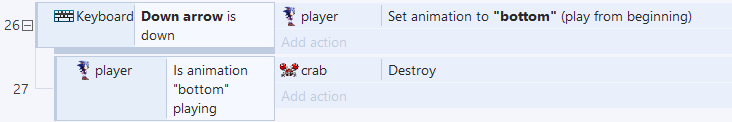 26 Keyboard Down arrow is down player Set animation to "bottom" (play from beginning)
Add action
27 player Is animation "bottom" playing crab Destroy
Add action